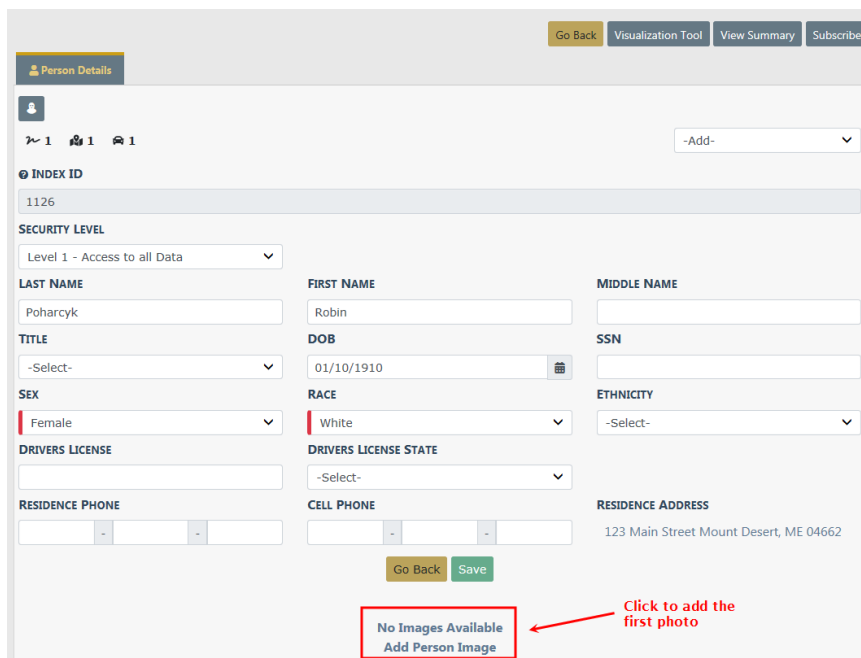 Go Back Visualization Tool View Summary Subscribe
Person Details
1 1 1 -Add-
INDEX ID
1126
SECURITY LEVEL
Level 1 - Access to all Data
LAST NAME FIRST NAME MIDDLE NAME
Poharcyk Robin
TITLE DOB SSN
-Select- 01/10/1910
SEX RACE ETHNICITY
Female White -Select-
DRIVERS LICENSE DRIVERS LICENSE STATE
-Select-
RESIDENCE PHONE CELL PHONE RESIDENCE ADDRESS
- - - - 123 Main Street Mount Desert, ME 04662
Go Back Save
Click to add the
first photo
No Images Available
Add Person Image